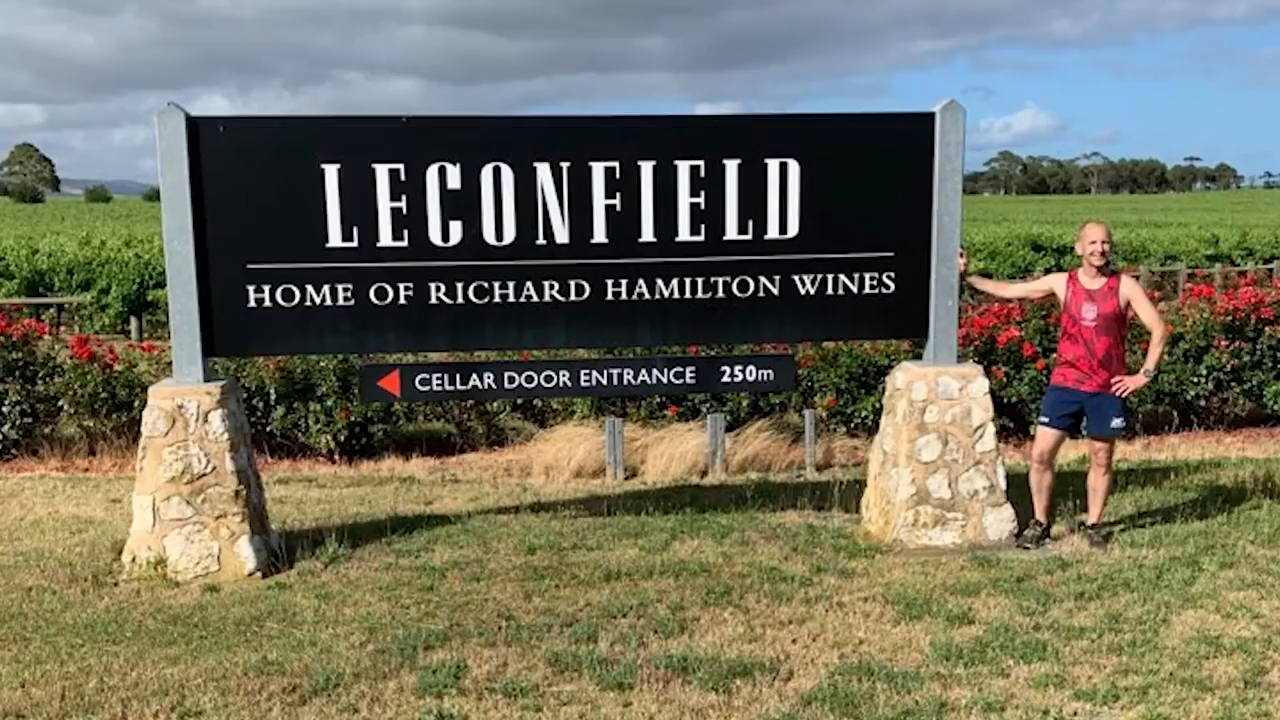 LECONFIELD
HOME OF RICHARD HAMILTON WINES
CELLAR DOOR ENTRANCE 250m